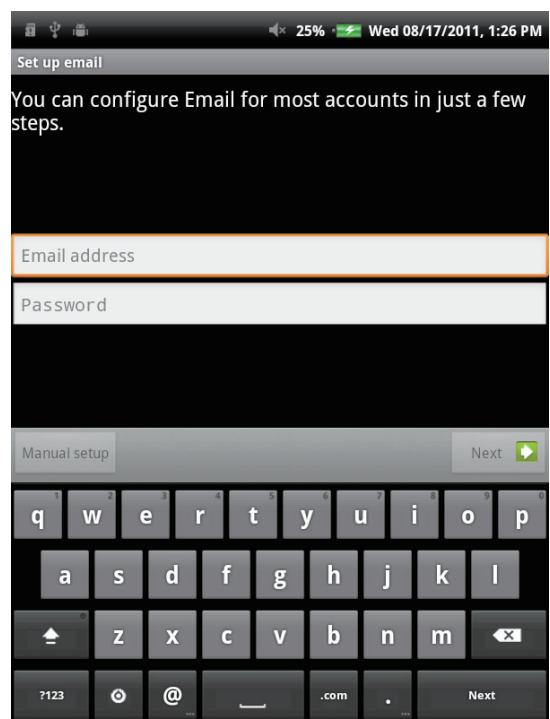 25% Wed 08/17/2011, 1:26 PM
Set up email
You can configure Email for most accounts in just a few
steps.
Email address
Password
Manual setup Next
1 2 3 4 5 6 7 8 9 0
q w e r t y u i o p
a s d f g h j k l
z x c v b n m
?123 @ ... .com . ... Next